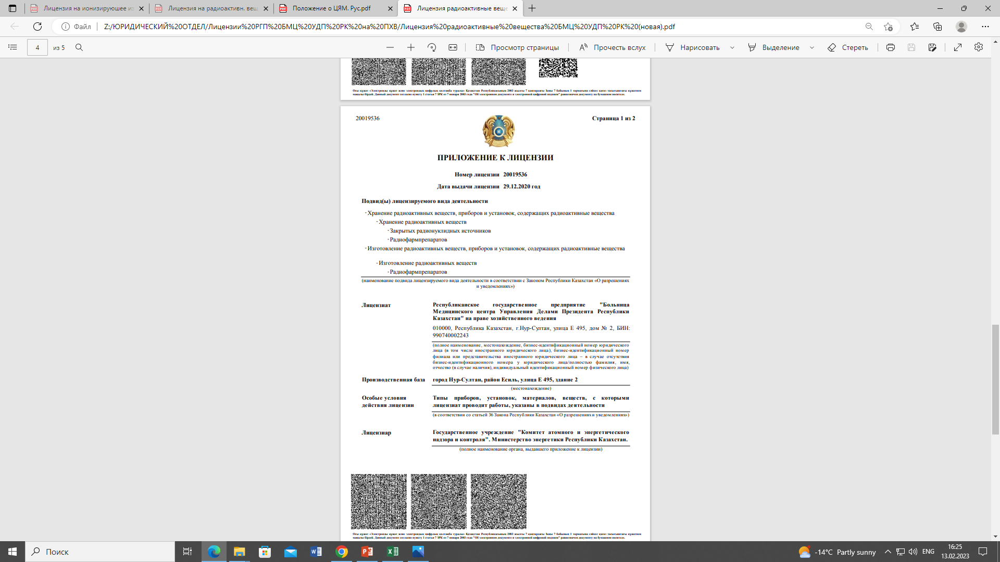 Лицензия на ионизирующее из
Лицензия на радиоактивн. вещ
Положение о ЦЯМ. Рус.pdf
Лицензия радиоактивные веще
Файл
Z:/ЮРИДИЧЕСКИЙ%20ОТДЕЛ/Лицензии%20РГП%20БМЦ%20УДП%20РК%20на%20ПХВ/Лицензия%20радиоактивные%20вещества%20БМЦ%20УДП%20РК%20(новая).pdf
4 из 5
Просмотр страницы
Прочесть вслух
Нарисовать
Выделение
Стереть
Осы құжат «Электронды құжат және электрондық цифрлық қолтаңба туралы» Қазақстан Республикасының 2003 жылғы 7 қаңтардағы Заңы 7 бабының 1 тармағына сәйкес қағаз тасығыштағы құжатпен
маңызы бірдей. Данный документ согласно пункту 1 статьи 7 ЗРК от 7 января 2003 года "Об электронном документе и электронной цифровой подписи" равнозначен документу на бумажном носителе.
20019536
Страница 1 из 2
ПРИЛОЖЕНИЕ К ЛИЦЕНЗИИ
Номер лицензии 20019536
Дата выдачи лицензии 29.12.2020 год
Подвид(ы) лицензируемого вида деятельности
- Хранение радиоактивных веществ, приборов и установок, содержащих радиоактивные вещества
- Хранение радиоактивных веществ
- Закрытых радионуклидных источников
- Радиофармпрепаратов
- Изготовление радиоактивных веществ, приборов и установок, содержащих радиоактивные вещества
- Изготовление радиоактивных веществ
- Радиофармпрепаратов
(наименование подвида лицензируемого вида деятельности в соответствии с Законом Республики Казахстан «О разрешениях
и уведомлениях»)
Лицензиат
Республиканское государственное предприятие "Больница
Медицинского центра Управления Делами Президента Республики
Казахстан" на праве хозяйственного ведения
010000, Республика Казахстан, г.Нур-Султан, улица Е 495, дом № 2, БИН:
990740002243
(полное наименование, местонахождение, бизнес-идентификационный номер юридического
лица (в том числе иностранного юридического лица), бизнес-идентификационный номер
филиала или представительства иностранного юридического лица – в случае отсутствия
бизнес-идентификационного номера у юридического лица/полностью фамилия, имя,
отчество (в случае наличия), индивидуальный идентификационный номер физического лица)
Производственная база
город Нур-Султан, район Есиль, улица Е 495, здание 2
(местонахождение)
Особые условия
действия лицензии
Типы приборов, установок, материалов, веществ, с которыми
лицензиат проводит работы, указаны в подвидах деятельности
(в соответствии со статьей 36 Закона Республики Казахстан «О разрешениях и уведомлениях»)
Лицензиар
Государственное учреждение "Комитет атомного и энергетического
надзора и контроля". Министерство энергетики Республики Казахстан.
(полное наименование органа, выдавшего приложение к лицензии)
Осы құжат «Электронды құжат және электрондық цифрлық қолтаңба туралы» Қазақстан Республикасының 2003 жылғы 7 қаңтардағы Заңы 7 бабының 1 тармағына сәйкес қағаз тасығыштағы құжатпен
маңызы бірдей. Данный документ согласно пункту 1 статьи 7 ЗРК от 7 января 2003 года "Об электронном документе и электронной цифровой подписи" равнозначен документу на бумажном носителе.
Поиск
-14°C Partly sunny
ENG
16:25
13.02.2023